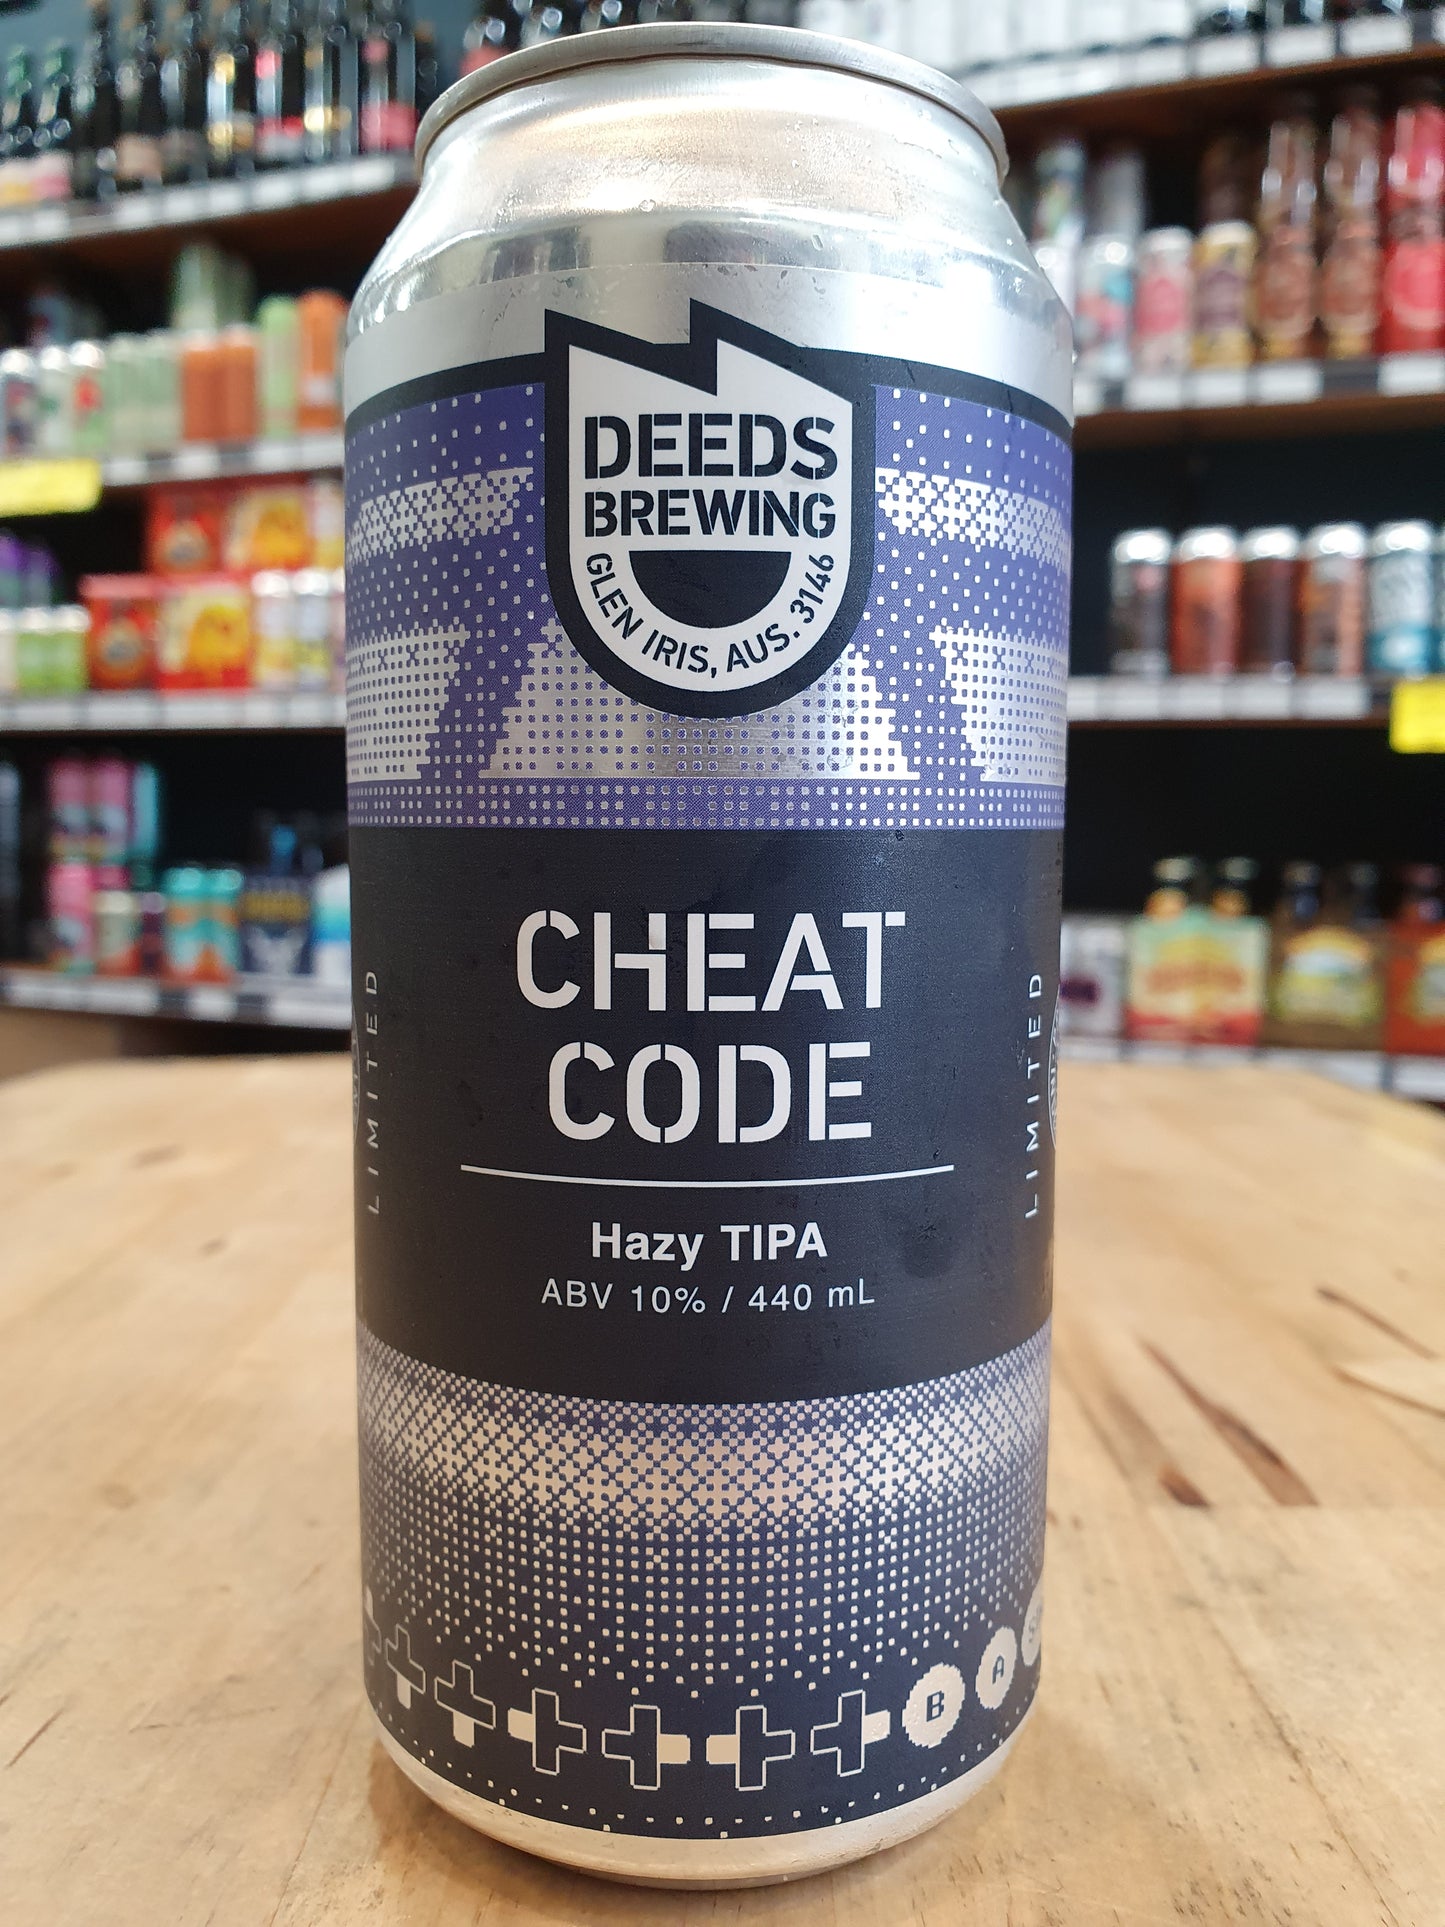 DEEDS
BREWING
GLEN IRIS, AUS. 3146
CHEAT
CODE
LIMITED
LIMITED
Hazy TIPA
ABV 10% / 440 mL
B A